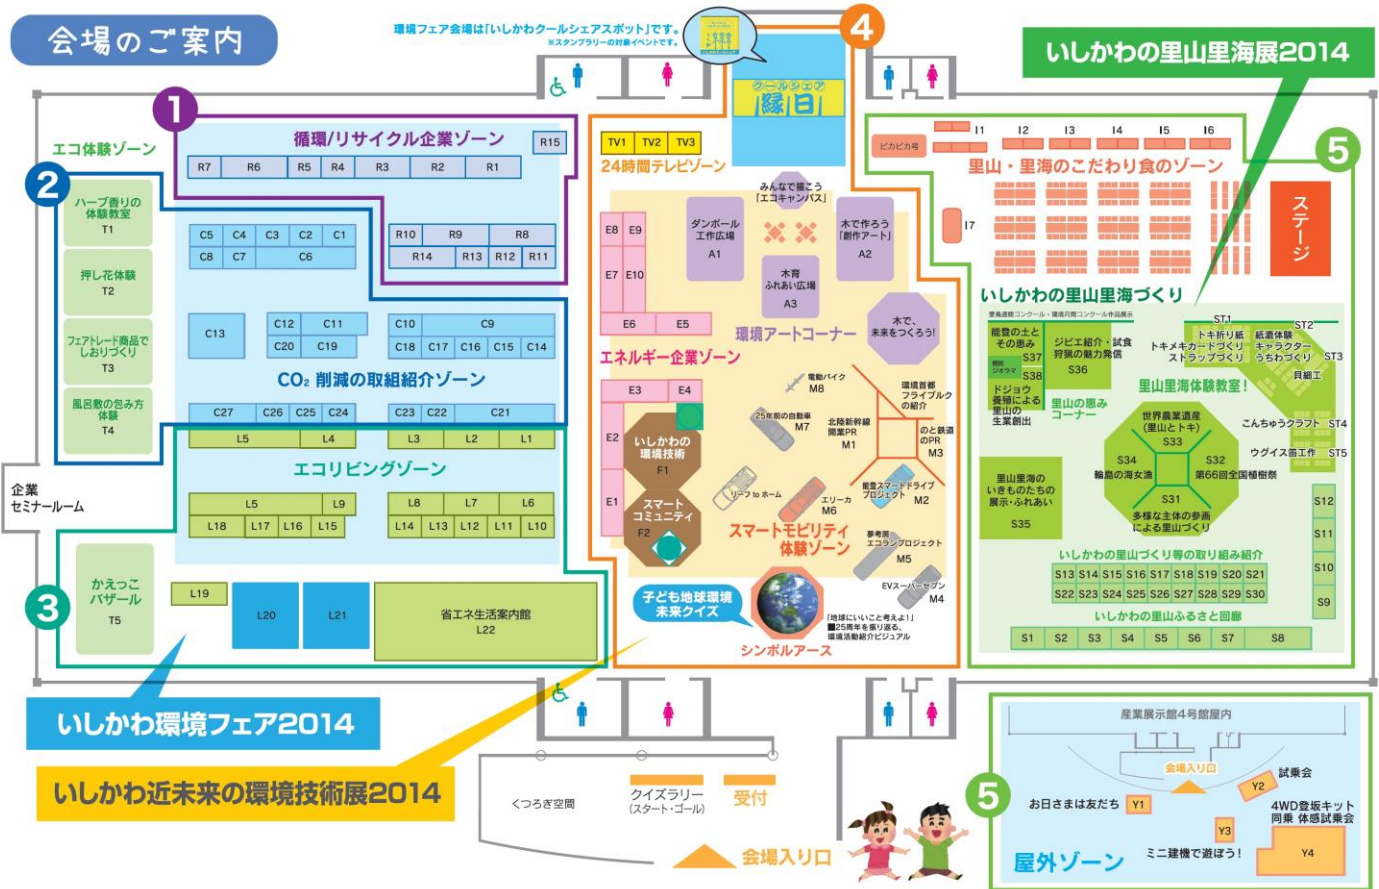 会場のご案内
環境フェア会場は「いしかわクールシェアスポット」です。
※スタンプラリーの対象イベントです。
4
クールシェア
縁日
いしかわの里山里海展2014
1
循環/リサイクル企業ゾーン
R15
R7 R6 R5 R4 R3 R2 R1
R10 R9 R8
R14 R13 R12 R11
エコ体験ゾーン
2
ハーブ香りの
体験教室
T1
押し花体験
T2
フェアトレード商品で
しおりづくり
T3
風呂敷の包み方
体験
T4
C5 C4 C3 C2 C1
C8 C7 C6
C13
C12 C11
C20 C19
C10 C9
C18 C17 C16 C15 C14
CO₂ 削減の取組紹介ゾーン
C27 C26 C25 C24
C23 C22 C21
L5 L4
L3 L2 L1
エコリビングゾーン
L5 L9
L18 L17 L16 L15
L8 L7 L6
L14 L13 L12 L11 L10
企業
セミナールーム
3
かえっこ
バザール
T5
L19
L20
L21
省エネ生活案内館
L22
いしかわ環境フェア2014
いしかわ近未来の環境技術展2014
TV1 TV2 TV3
24時間テレビゾーン
みんなで描こう
「エコキャンバス」
ダンボール
工作広場
A1
木で作ろう
「創作アート」
A2
木育
ふれあい広場
A3
木で、
未来をつくろう!
環境アートコーナー
E8 E9
E7 E10
E6 E5
エネルギー企業ゾーン
E3 E4
E2
E1
いしかわの
環境技術
F1
スマート
コミュニティ
F2
電動バイク
M8
25年前の自動車
M7
北陸新幹線
開業PR
M1
環境首都
フライブルク
の紹介
のと鉄道
のPR
M3
リーフ to ホーム
エリーカ
M6
能登スマートドライブ
プロジェクト
M2
スマートモビリティ
体験ゾーン
夢考房
エコランプロジェクト
M5
EVスーパーセブン
M4
子ども地球環境
未来クイズ
「地球にいいこと考えよ!」
■25周年を振り返る、
環境活動紹介ビジュアル
シンボルアース
5
ピカピカ号
I1 I2 I3 I4 I5 I6
里山・里海のこだわり食のゾーン
I7
ステージ
いしかわの里山里海づくり
能登の土と
その恵み
S37
S38
ドジョウ
養殖による
里山の
生業創出
ジビエ紹介・試食
狩猟の魅力発信
S36
里山の恵み
コーナー
ST1
トキ折り紙
トキメキカードづくり
ストラップづくり
ST2
紙漉体験
キャラクター
うちわづくり
ST3
貝細工
里山里海体験教室!
こんちゅうクラフト ST4
ウグイス笛工作 ST5
世界農業遺産
(里山とトキ)
S33
S34
輪島の海女漁
S32
第66回全国植樹祭
S31
多様な主体の参画
による里山づくり
里山里海の
いきものたちの
展示・ふれあい
S35
S12
S11
S10
S9
いしかわの里山づくり等の取り組み紹介
S13 S14 S15 S16 S17 S18 S19 S20 S21
S22 S23 S24 S25 S26 S27 S28 S29 S30
いしかわの里山ふるさと回廊
S1 S2 S3 S4 S5 S6 S7 S8
くつろぎ空間
クイズラリー
(スタート・ゴール)
受付
会場入り口
5
産業展示館4号館屋内
会場入り口
お日さまは友だち Y1
試乗会
Y2
Y3
ミニ建機で遊ぼう!
4WD登坂キット
同乗 体感試乗会
Y4
屋外ゾーン